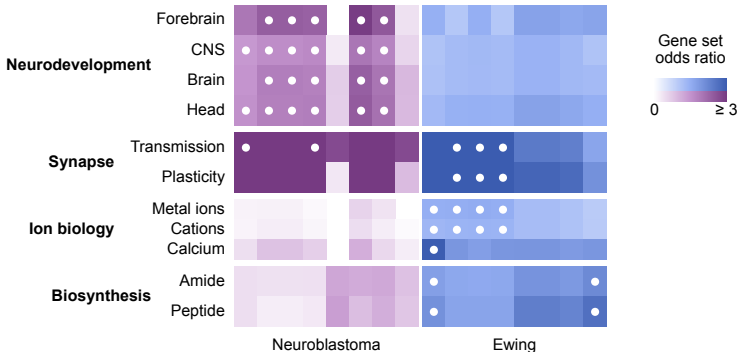 Forebrain
CNS
Neurodevelopment
Brain
Head
Gene set
odds ratio
0 ≥ 3
Transmission
Synapse
Plasticity
Metal ions
Ion biology
Cations
Calcium
Amide
Biosynthesis
Peptide
Neuroblastoma Ewing